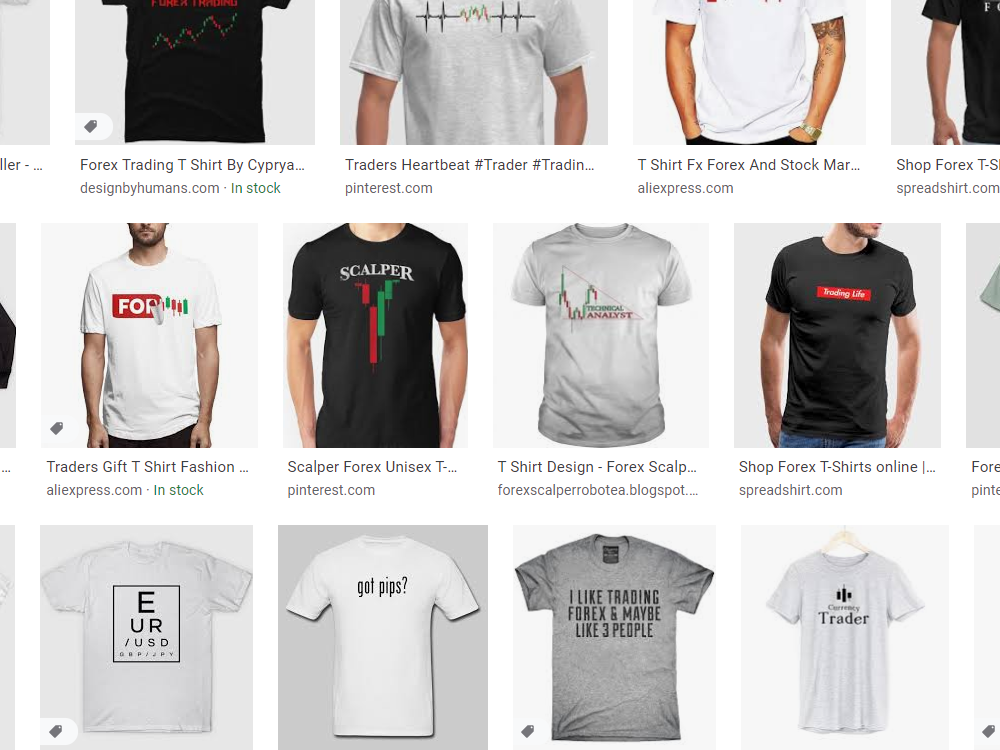 FOREX TRADING
FO
ller - ...
Forex Trading T Shirt By Cyprya...
designbyhumans.com · In stock
Traders Heartbeat #Trader #Tradin...
pinterest.com
T Shirt Fx Forex And Stock Mar...
aliexpress.com
Shop Forex T-S
spreadshirt.com
FOR
SCALPER
TECHNICAL
ANALYST
Trading Life
...
Traders Gift T Shirt Fashion ...
aliexpress.com · In stock
Scalper Forex Unisex T-...
pinterest.com
T Shirt Design - Forex Scalp...
forexscalperrobotea.blogspot....
Shop Forex T-Shirts online |...
spreadshirt.com
Fore
pinte
E
UR
/USD
GBP/JPY
got pips?
I LIKE TRADING
FOREX & MAYBE
LIKE 3 PEOPLE
Currency
Trader